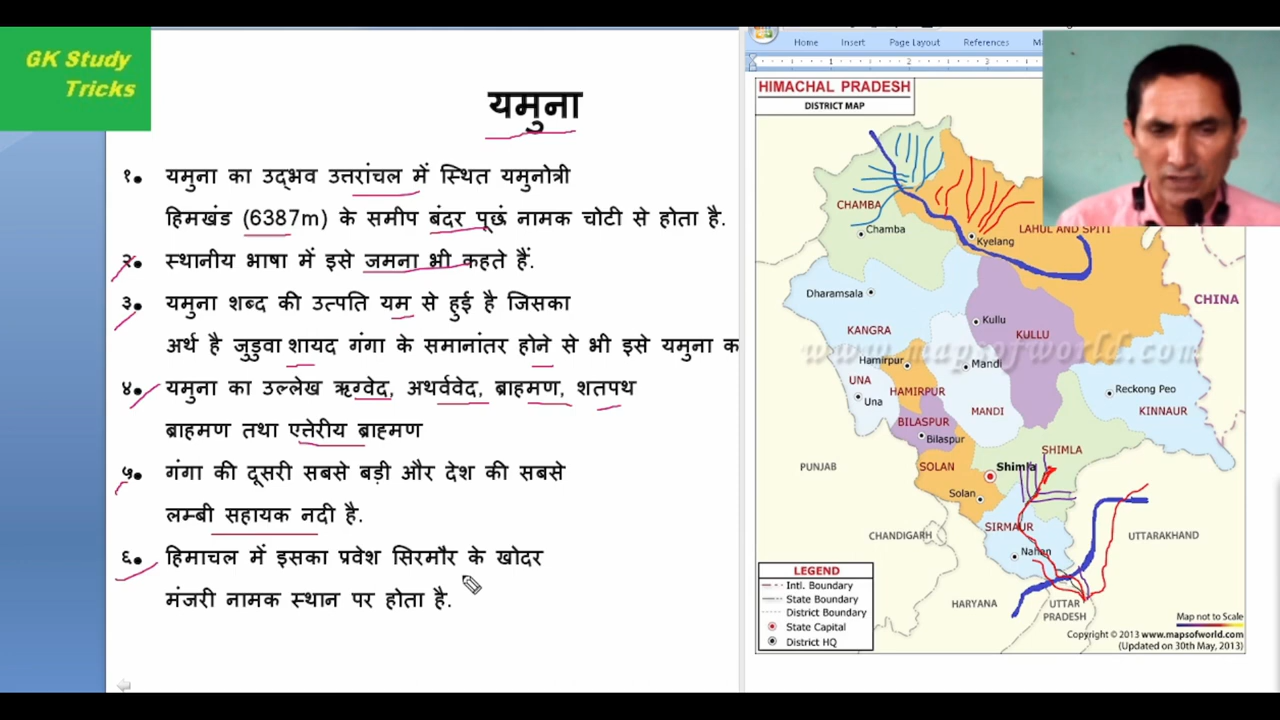 GK Study
Tricks
यमुना
१. यमुना का उद्भव उत्तरांचल में स्थित यमुनोत्री
हिमखंड (6387m) के समीप बंदर पूछं नामक चोटी से होता है.
२. स्थानीय भाषा में इसे जमना भी कहते हैं.
३. यमुना शब्द की उत्पति यम से हुई है जिसका
अर्थ है जुडुवा शायद गंगा के समानांतर होने से भी इसे यमुना क
४. यमुना का उल्लेख ऋग्वेद, अथर्ववेद, ब्राहमण, शतपथ
ब्राहमण तथा एत्तेरीय ब्राह्मण
५. गंगा की दूसरी सबसे बड़ी और देश की सबसे
लम्बी सहायक नदी है.
६. हिमाचल में इसका प्रवेश सिरमौर के खोदर
मंजरी नामक स्थान पर होता है.
Home Insert Page Layout References
HIMACHAL PRADESH
DISTRICT MAP
CHAMBA
Chamba
LAHUL AND SPITI
Kyelang
Dharamsala
CHINA
KANGRA
Kullu
KULLU
www.mapsofworld.com
Hamirpur
Mandi
UNA
Una
HAMIRPUR
Reckong Peo
KINNAUR
MANDI
BILASPUR
Bilaspur
SHIMLA
PUNJAB
SOLAN
Shimla
Solan
SIRMAUR
CHANDIGARH
UTTARAKHAND
Nahan
HARYANA
UTTAR
PRADESH
LEGEND
Intl. Boundary
State Boundary
District Boundary
State Capital
District HQ
Map not to Scale
Copyright © 2013 www.mapsofworld.com
(Updated on 30th May, 2013)